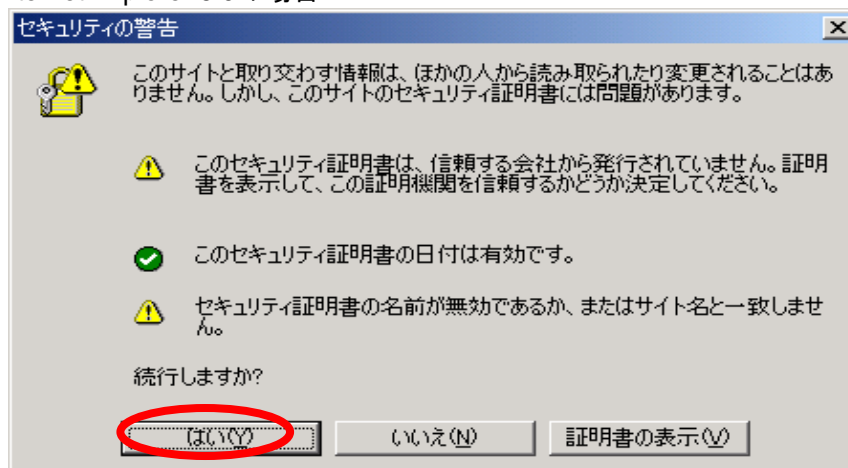 セキュリティの警告
このサイトと取り交わす情報は、ほかの人から読み取られたり変更されることはあ
りません。しかし、このサイトのセキュリティ証明書には問題があります。
このセキュリティ証明書は、信頼する会社から発行されていません。証明
書を表示して、この証明機関を信頼するかどうか決定してください。
このセキュリティ証明書の日付は有効です。
セキュリティ証明書の名前が無効であるか、またはサイト名と一致しませ
ん。
続行しますか?
はい(Y)
いいえ(N)
証明書の表示(V)